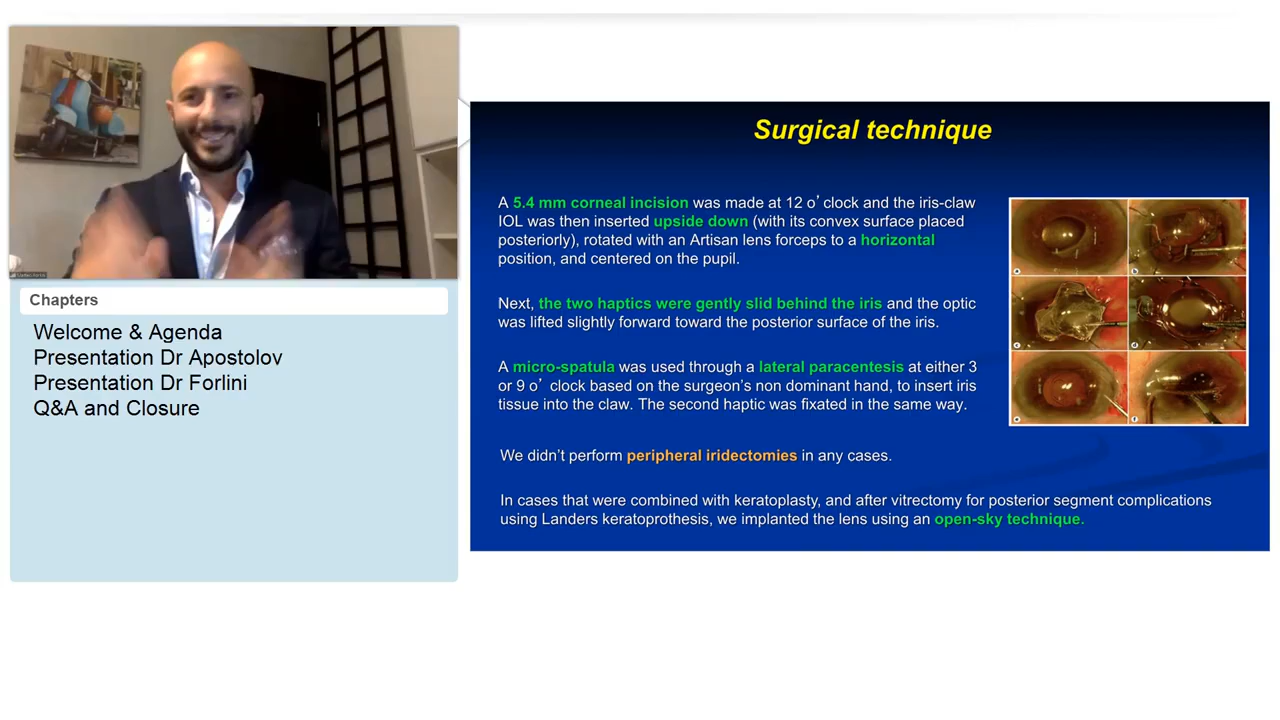 Surgical technique
A 5.4 mm corneal incision was made at 12 o’clock and the iris-claw
IOL was then inserted upside down (with its convex surface placed
posteriorly), rotated with an Artisan lens forceps to a horizontal
position, and centered on the pupil.
Next, the two haptics were gently slid behind the iris and the optic
was lifted slightly forward toward the posterior surface of the iris.
A micro-spatula was used through a lateral paracentesis at either 3
or 9 o’ clock based on the surgeon's non dominant hand, to insert iris
tissue into the claw. The second haptic was fixated in the same way.
We didn't perform peripheral iridectomies in any cases.
In cases that were combined with keratoplasty, and after vitrectomy for posterior segment complications
using Landers keratoprothesis, we implanted the lens using an open-sky technique.
a
b
c
d
e
f
Chapters
Welcome & Agenda
Presentation Dr Apostolov
Presentation Dr Forlini
Q&A and Closure